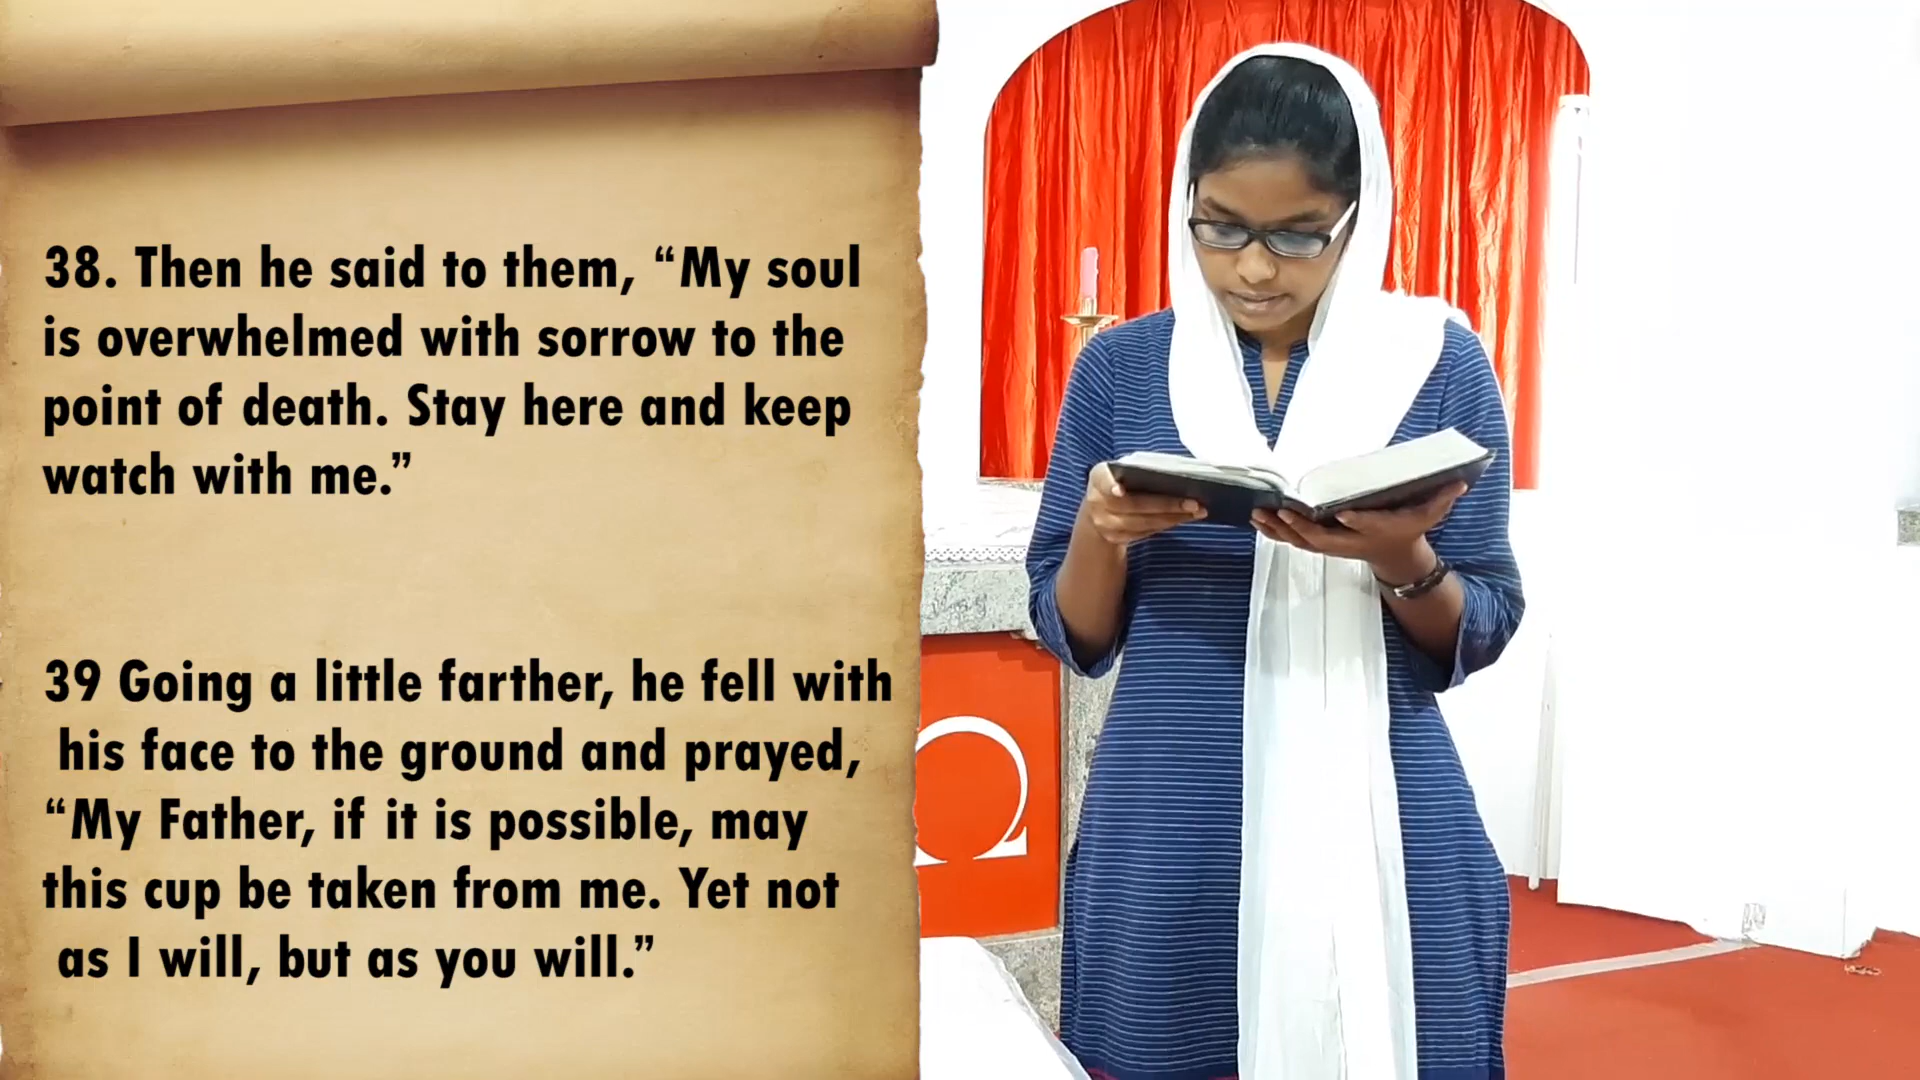 38. Then he said to them, “My soul
is overwhelmed with sorrow to the
point of death. Stay here and keep
watch with me.”
39 Going a little farther, he fell with
his face to the ground and prayed,
“My Father, if it is possible, may
this cup be taken from me. Yet not
as I will, but as you will.”
Ω